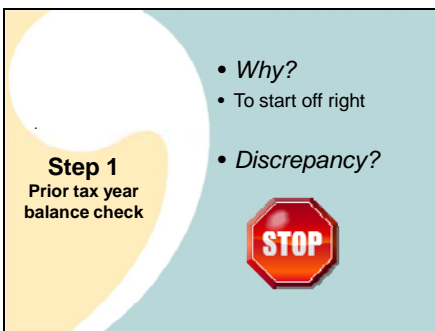 • Why?
• To start off right
.
Step 1
Prior tax year
balance check
• Discrepancy?
STOP